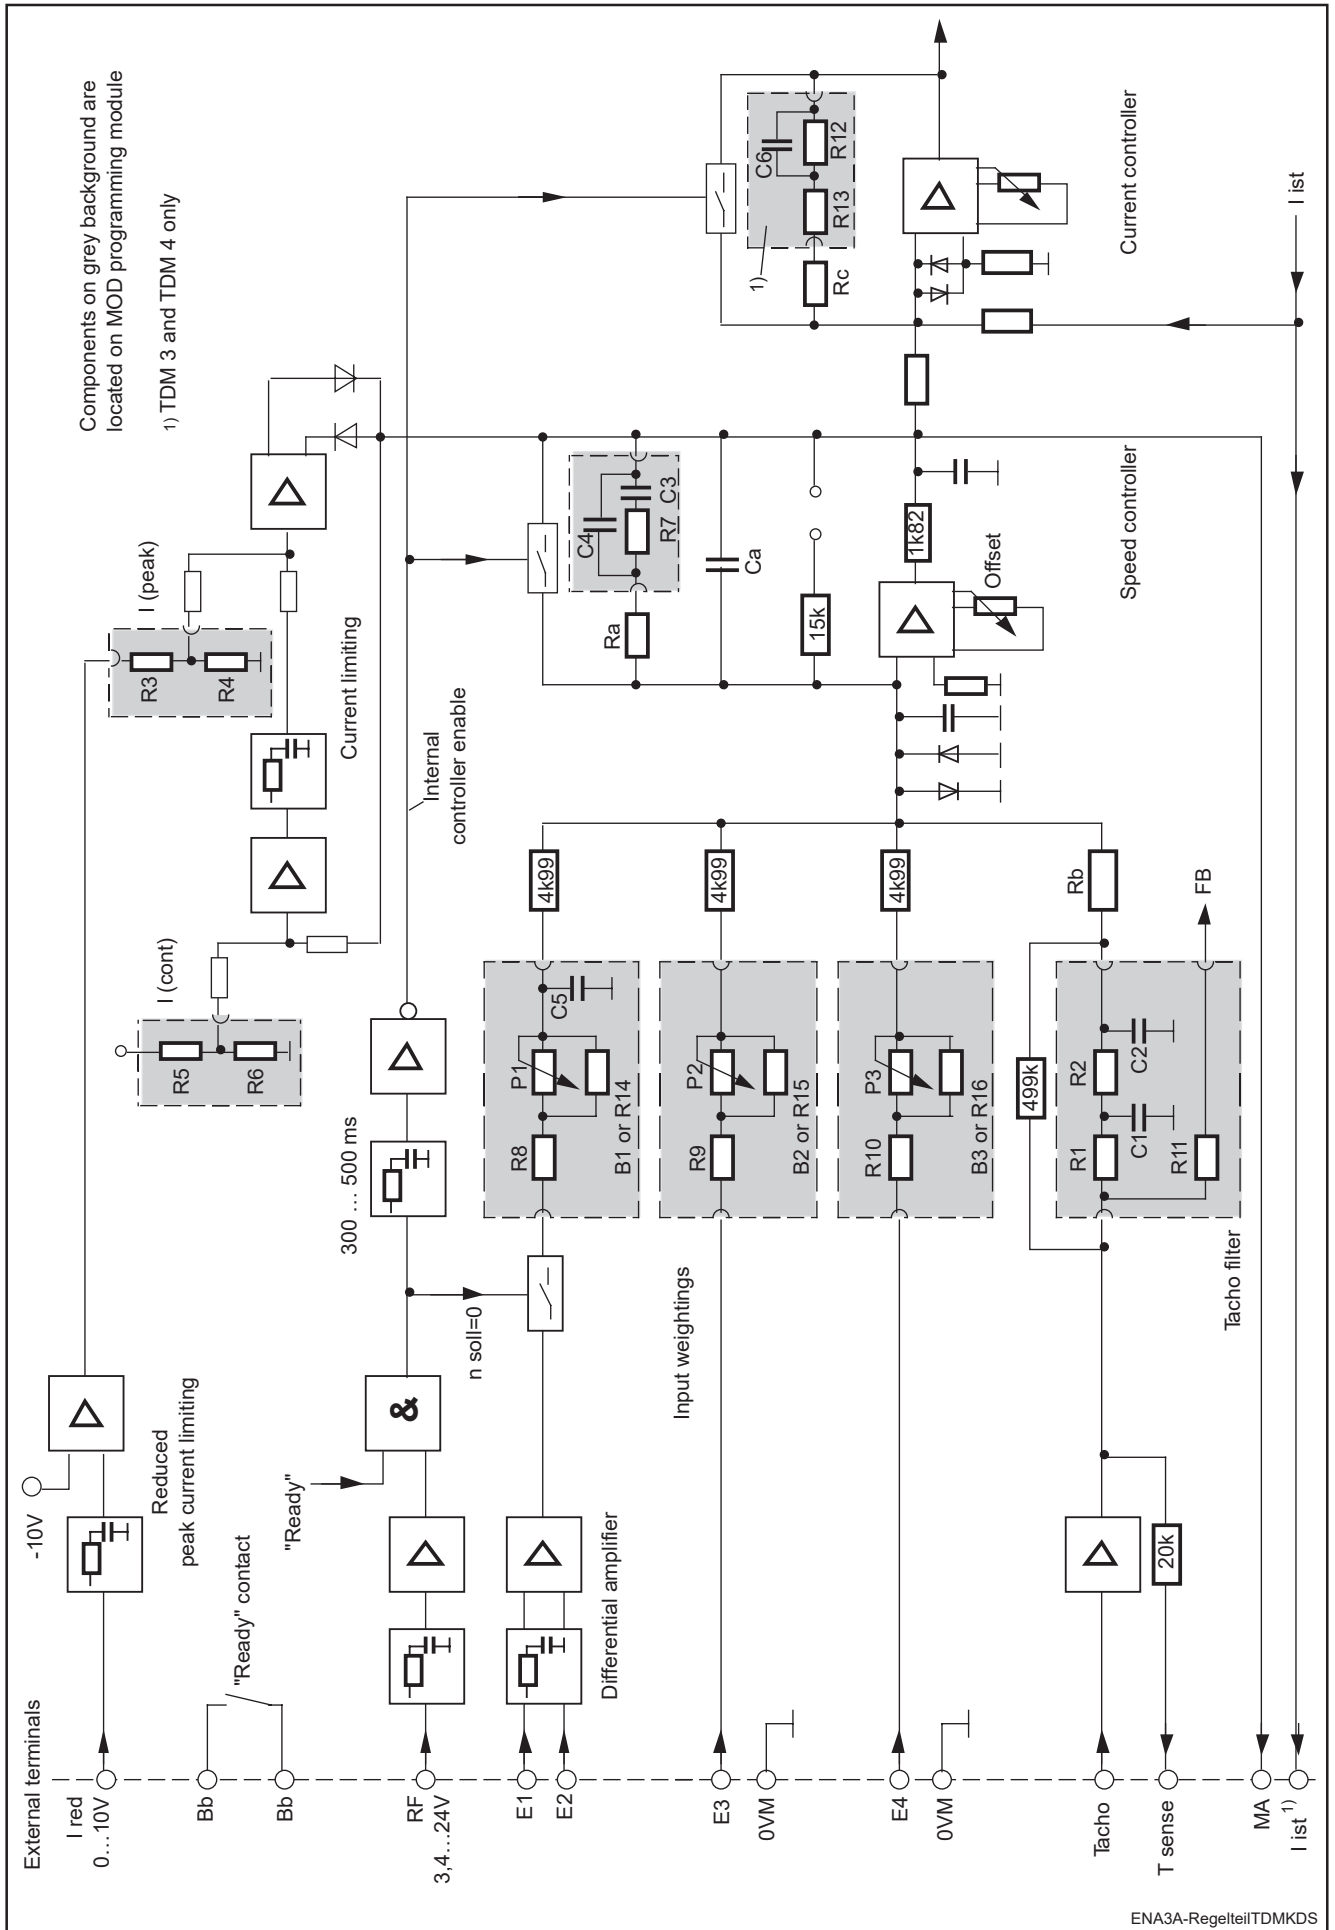 Components on grey background are
located on MOD programming module
1) TDM 3 and TDM 4 only
External terminals
I red
0...10V
-10V
Reduced
peak current limiting
Bb
Bb
"Ready" contact
RF
3,4...24V
"Ready"
&
300 ... 500 ms
n soll=0
Internal
controller enable
I (peak)
R3
R4
Current limiting
I (cont)
R5
R6
E1
E2
Differential amplifier
R8
P1
C5
B1 or R14
4k99
E3
0VM
Input weightings
R9
P2
B2 or R15
4k99
E4
0VM
R10
P3
B3 or R16
4k99
Tacho
T sense
20k
499k
R1
R2
C1
C2
R11
Tacho filter
Rb
FB
Ra
C4
R7
C3
Ca
15k
1k82
Offset
Speed controller
1)
Rc
R13
R12
C6
Current controller
I ist
MA
I ist 1)
ENA3A-RegelteilTDMKDS